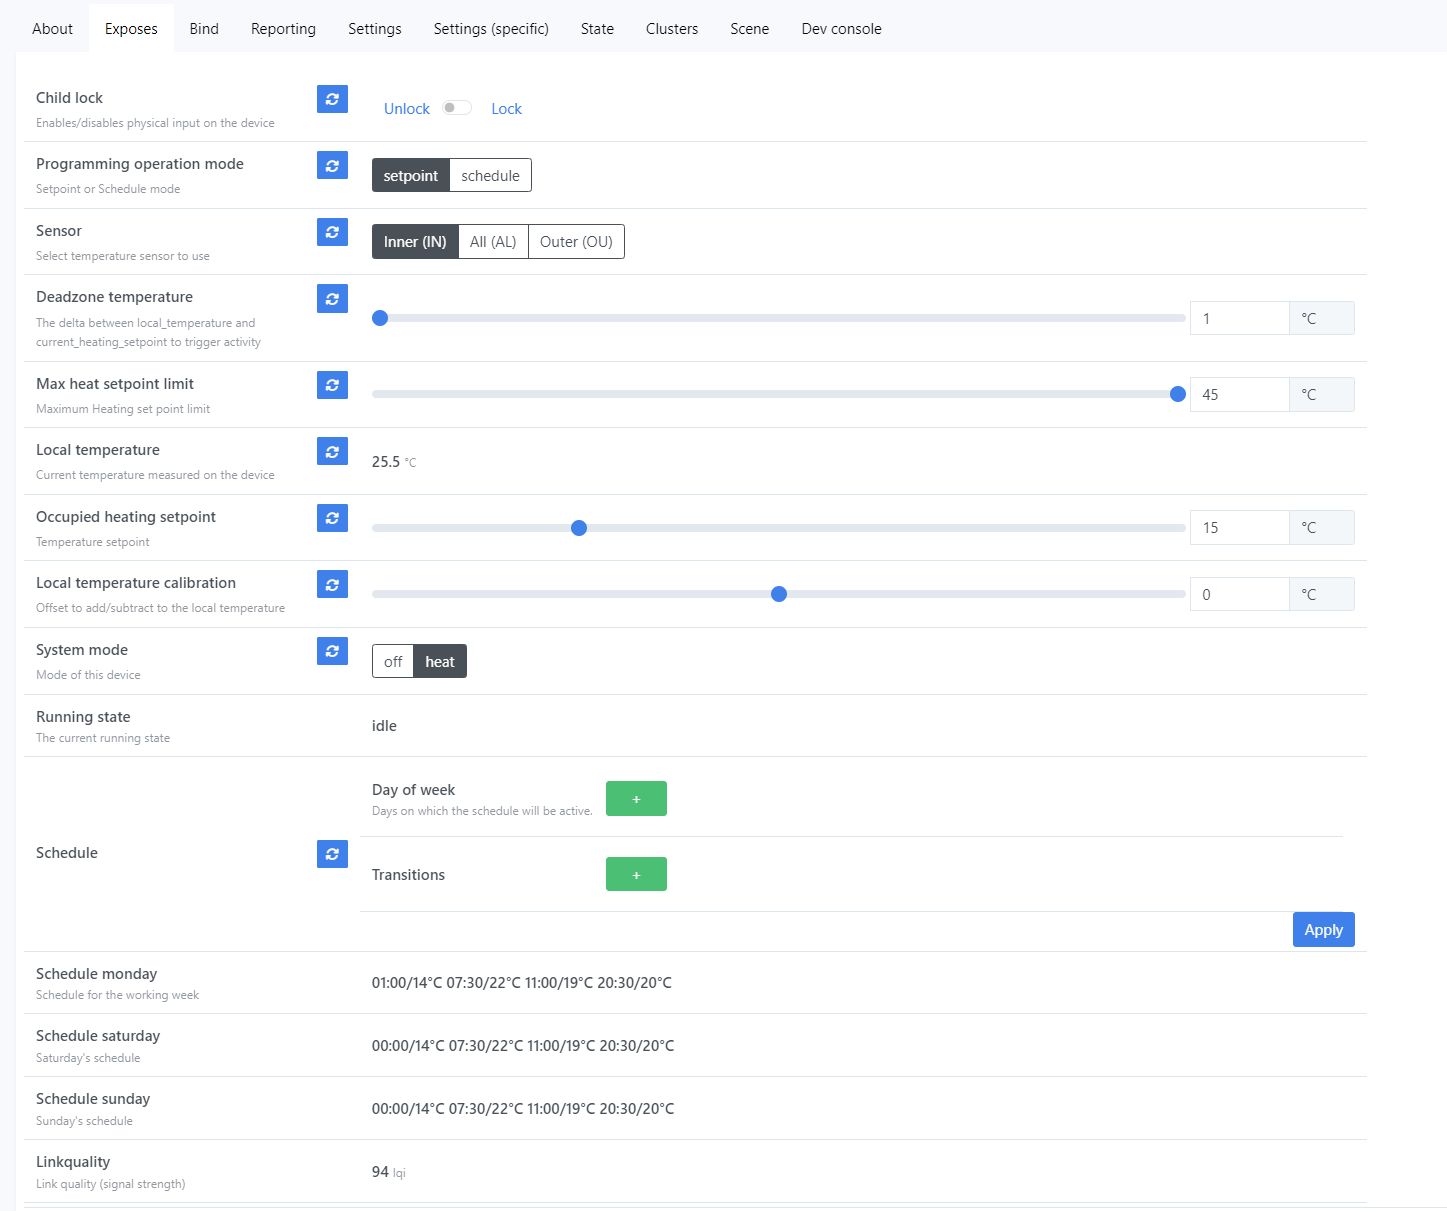 About Exposes Bind Reporting Settings Settings (specific) State Clusters Scene Dev console
Child lock
Enables/disables physical input on the device
Unlock Lock
Programming operation mode
Setpoint or Schedule mode
setpoint schedule
Sensor
Select temperature sensor to use
Inner (IN) All (AL) Outer (OU)
Deadzone temperature
The delta between local_temperature and
current_heating_setpoint to trigger activity
1 °C
Max heat setpoint limit
Maximum Heating set point limit
45 °C
Local temperature
Current temperature measured on the device
25.5 °C
Occupied heating setpoint
Temperature setpoint
15 °C
Local temperature calibration
Offset to add/subtract to the local temperature
0 °C
System mode
Mode of this device
off heat
Running state
The current running state
idle
Schedule
Day of week
Days on which the schedule will be active.
+
Transitions
+
Apply
Schedule monday
Schedule for the working week
01:00/14°C 07:30/22°C 11:00/19°C 20:30/20°C
Schedule saturday
Saturday's schedule
00:00/14°C 07:30/22°C 11:00/19°C 20:30/20°C
Schedule sunday
Sunday's schedule
00:00/14°C 07:30/22°C 11:00/19°C 20:30/20°C
Linkquality
Link quality (signal strength)
94 lqi